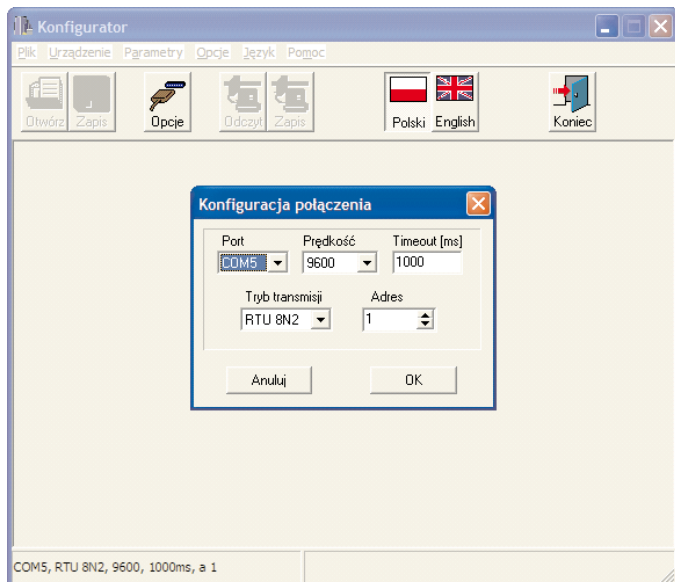 Konfigurator
Plik Urządzenie Parametry Opcje Język Pomoc
Otwórz Zapis Opcje Odczyt Zapis Polski English Koniec
Konfiguracja połączenia
Port Prędkość Timeout [ms]
COM5 9600 1000
Tryb transmisji Adres
RTU 8N2 1
Anuluj OK
COM5, RTU 8N2, 9600, 1000ms, a 1